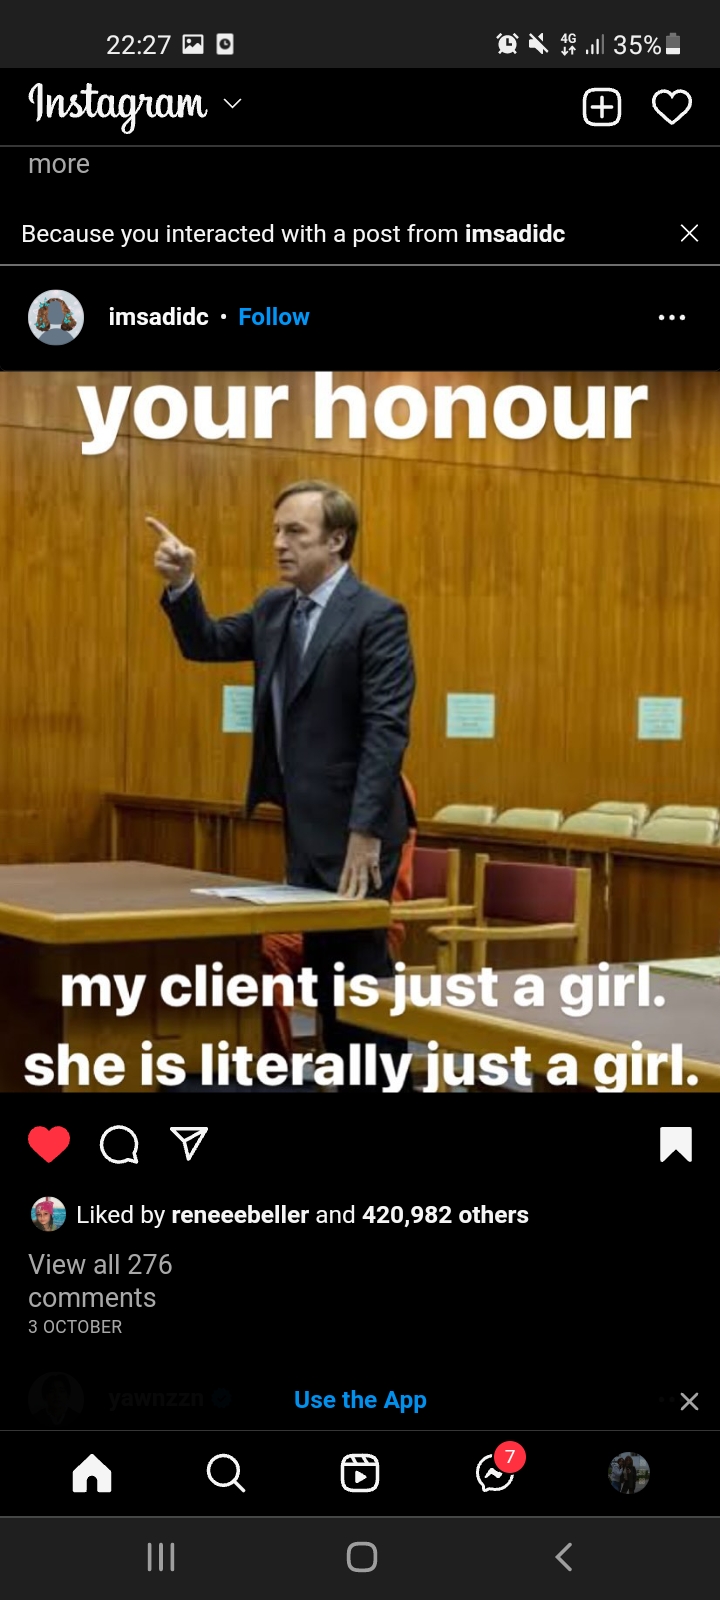 22:27 4G 35%
Instagram
more
Because you interacted with a post from imsadidc
imsadidc • Follow
your honour
my client is just a girl.
she is literally just a girl.
Liked by reneeebeller and 420,982 others
View all 276
comments
3 OCTOBER
yawnzzn
Use the App
7